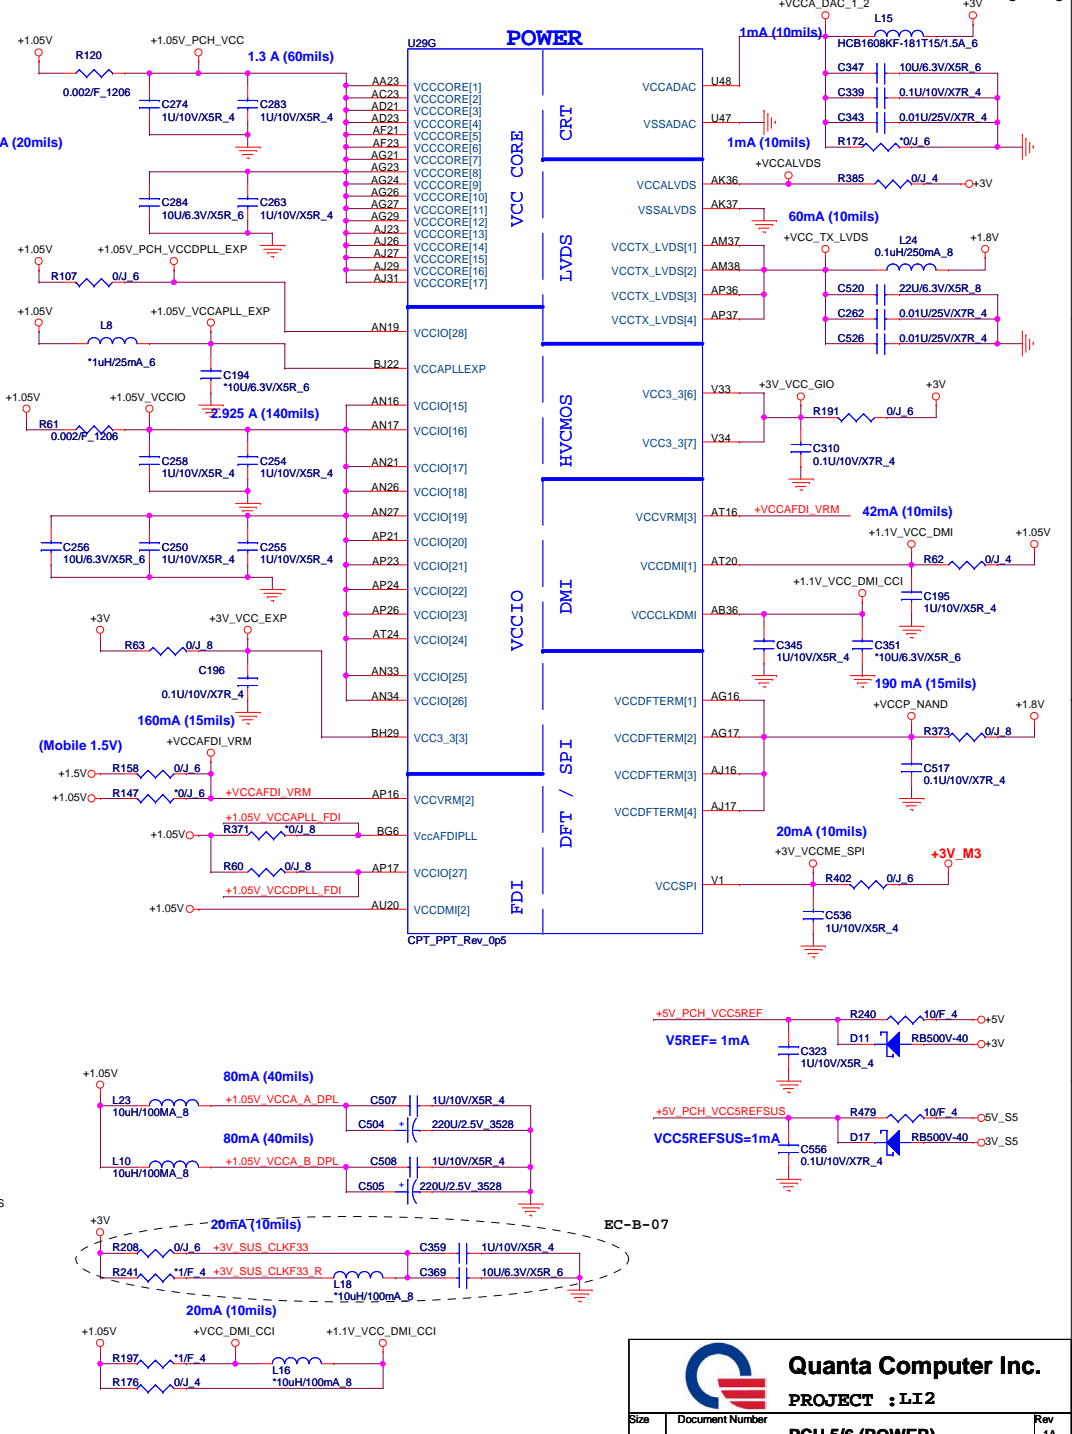 +VCCA_DAC_1_2
+3V
L15
HCB1608KF-181T15/1.5A_6
1mA (10mils)
C347 10U/6.3V/X5R_6
C339 0.1U/10V/X7R_4
C343 0.01U/25V/X7R_4
R172 *0/J_6
1mA (10mils)
+VCCALVDS
R385 0/J_4 +3V
60mA (10mils)
+VCC_TX_LVDS
L24 +1.8V
0.1uH/250mA_8
C520 22U/6.3V/X5R_8
C262 0.01U/25V/X7R_4
C526 0.01U/25V/X7R_4
+3V_VCC_GIO +3V
R191 0/J_6
C310
0.1U/10V/X7R_4
+VCCAFDI_VRM
42mA (10mils)
+1.1V_VCC_DMI +1.05V
R62 0/J_4
+1.1V_VCC_DMI_CCI
C195
1U/10V/X5R_4
C345
1U/10V/X5R_4
C351
*10U/6.3V/X5R_6
190 mA (15mils)
+VCCP_NAND +1.8V
R373 0/J_8
C517
0.1U/10V/X7R_4
20mA (10mils)
+3V_VCCME_SPI +3V_M3
R402 0/J_6
C536
1U/10V/X5R_4
+1.05V
R120
+1.05V_PCH_VCC
1.3 A (60mils)
0.002/F_1206
C274
1U/10V/X5R_4
C283
1U/10V/X5R_4
A (20mils)
C284
10U/6.3V/X5R_6
C263
1U/10V/X5R_4
+1.05V +1.05V_PCH_VCCDPLL_EXP
R107 0/J_6
+1.05V L8 +1.05V_VCCAPLL_EXP
*1uH/25mA_6
C194
*10U/6.3V/X5R_6
+1.05V +1.05V_VCCIO
2.925 A (140mils)
R61
0.002/F_1206
C258
1U/10V/X5R_4
C254
1U/10V/X5R_4
C256
10U/6.3V/X5R_6
C250
1U/10V/X5R_4
C255
1U/10V/X5R_4
+3V +3V_VCC_EXP
R63 0/J_8
C196
0.1U/10V/X7R_4
160mA (15mils)
(Mobile 1.5V)
+VCCAFDI_VRM
+1.5V R158 0/J_6
+1.05V R147 *0/J_6 +VCCAFDI_VRM
+1.05V_VCCAPLL_FDI
+1.05V R371 *0/J_8
R60 0/J_8
+1.05V_VCCDPLL_FDI
+1.05V
U29G
POWER
AA23 VCCCORE[1]
AC23 VCCCORE[2]
AD21 VCCCORE[3]
AD23 VCCCORE[4]
AF21 VCCCORE[5]
AF23 VCCCORE[6]
AG21 VCCCORE[7]
AG23 VCCCORE[8]
AG24 VCCCORE[9]
AG26 VCCCORE[10]
AG27 VCCCORE[11]
AG29 VCCCORE[12]
AJ23 VCCCORE[13]
AJ26 VCCCORE[14]
AJ27 VCCCORE[15]
AJ29 VCCCORE[16]
AJ31 VCCCORE[17]
AN19 VCCIO[28]
BJ22 VCCAPLLEXP
AN16 VCCIO[15]
AN17 VCCIO[16]
AN21 VCCIO[17]
AN26 VCCIO[18]
AN27 VCCIO[19]
AP21 VCCIO[20]
AP23 VCCIO[21]
AP24 VCCIO[22]
AP26 VCCIO[23]
AT24 VCCIO[24]
AN33 VCCIO[25]
AN34 VCCIO[26]
BH29 VCC3_3[3]
AP16 VCCVRM[2]
BG6 VccAFDIPLL
AP17 VCCIO[27]
AU20 VCCDMI[2]
VCC CORE
VCCIO
FDI
CRT
LVDS
HVCMOS
DMI
DFT / SPI
VCCADAC U48
VSSADAC U47
VCCALVDS AK36
VSSALVDS AK37
VCCTX_LVDS[1] AM37
VCCTX_LVDS[2] AM38
VCCTX_LVDS[3] AP36
VCCTX_LVDS[4] AP37
VCC3_3[6] V33
VCC3_3[7] V34
VCCVRM[3] AT16
VCCDMI[1] AT20
VCCCLKDMI AB36
VCCDFTERM[1] AG16
VCCDFTERM[2] AG17
VCCDFTERM[3] AJ16
VCCDFTERM[4] AJ17
VCCSPI V1
CPT_PPT_Rev_0p5
+5V_PCH_VCC5REF R240 10/F_4 +5V
V5REF= 1mA D11 RB500V-40 +3V
C323
1U/10V/X5R_4
+5V_PCH_VCC5REFSUS R479 10/F_4 5V_S5
VCC5REFSUS=1mA D17 RB500V-40 3V_S5
C556
0.1U/10V/X7R_4
+1.05V
80mA (40mils)
L23 +1.05V_VCCA_A_DPL C507 1U/10V/X5R_4
10uH/100MA_8
C504 + 220U/2.5V_3528
80mA (40mils)
L10 +1.05V_VCCA_B_DPL C508 1U/10V/X5R_4
10uH/100MA_8
C505 + 220U/2.5V_3528
S
+3V 20mA (10mils) EC-B-07
R208 0/J_6 +3V_SUS_CLKF33 C359 1U/10V/X5R_4
R241 *1/F_4 +3V_SUS_CLKF33_R C369 10U/6.3V/X5R_6
L18
*10uH/100mA_8
20mA (10mils)
+1.05V +VCC_DMI_CCI +1.1V_VCC_DMI_CCI
R197 *1/F_4
L16
R176 0/J_4 *10uH/100mA_8
Quanta Computer Inc.
PROJECT : LI2
Size Document Number Rev
PCH 5/6 (POWER) 1A